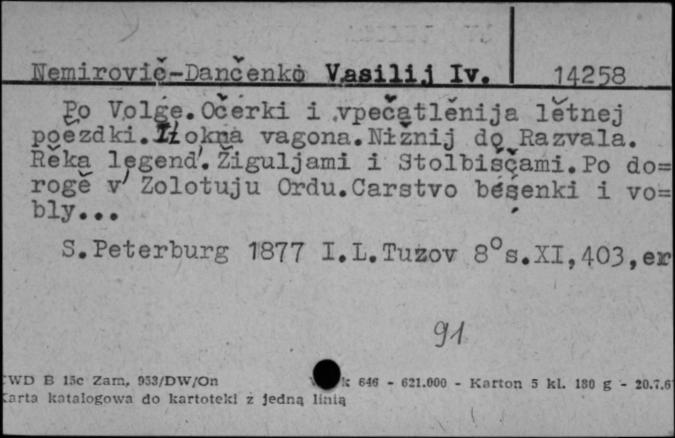 Nemirovič-Dančenko Vasilij Iv. 14258
Po Volgě. Očerki i vpečatlěnija lětnej
poězdki. Iz okna vagona. Nižnij do Razvala.
Rěka legend. Žiguljami i Stolbiščami. Po do=
rogě v Zolotuju Ordu. Carstvo běšenki i vo=
bly...
S. Peterburg 1877 I. L. Tuzov 8° s. XI, 403, er
91
WD B 15c Zam. 953/DW/On k 646 - 621.000 - Karton 5 kl. 180 g - 20.7.6
Karta katalogowa do kartoteki z jedną linią